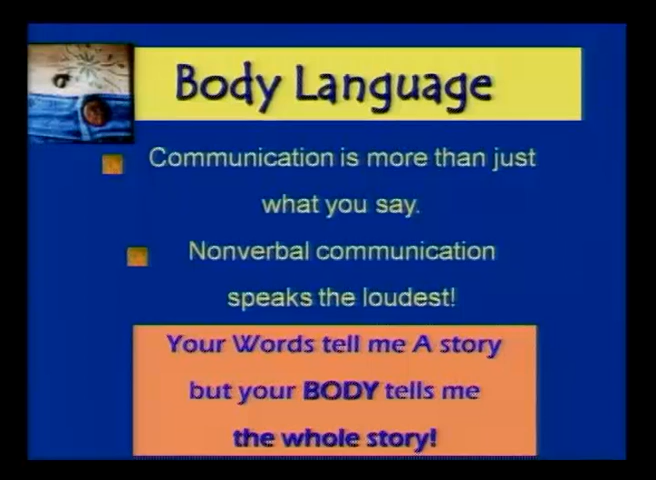 Body Language
Communication is more than just
what you say.
Nonverbal communication
speaks the loudest!
Your Words tell me A story
but your BODY tells me
the whole story!